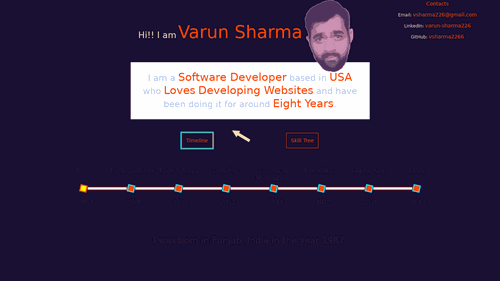 Hi!! I am Varun Sharma
Contacts
Email: vsharma226@gmail.com
LinkedIn: varun-sharma226
GitHub: vsharma2266
I am a Software Developer based in USA
who Loves Developing Websites and have
been doing it for around Eight Years.
Timeline
Skill Tree